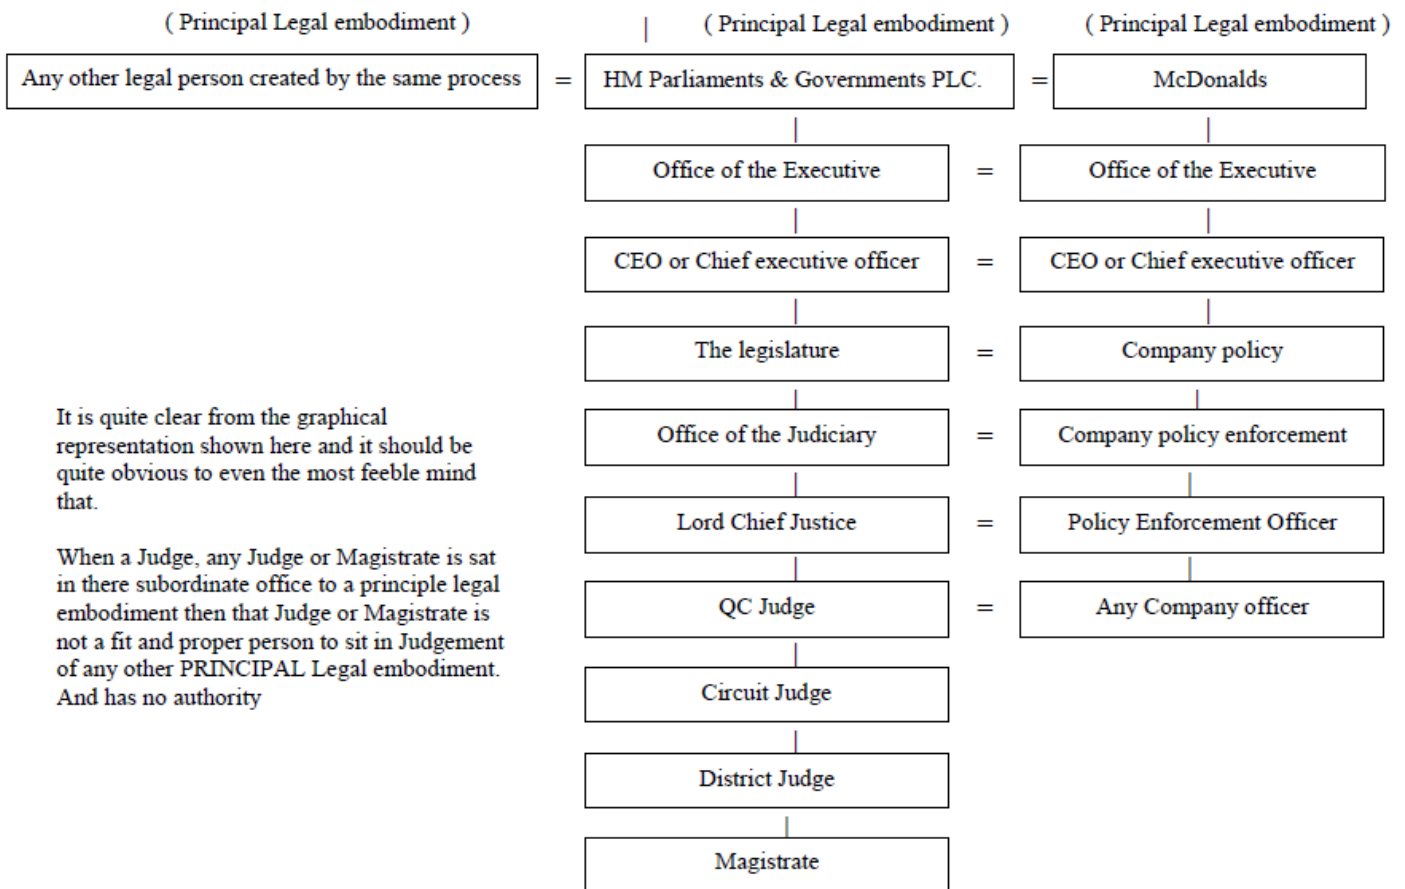 ( Principal Legal embodiment )
( Principal Legal embodiment )
( Principal Legal embodiment )
Any other legal person created by the same process = HM Parliaments & Governments PLC. = McDonalds
Office of the Executive = Office of the Executive
CEO or Chief executive officer = CEO or Chief executive officer
The legislature = Company policy
Office of the Judiciary = Company policy enforcement
Lord Chief Justice = Policy Enforcement Officer
QC Judge = Any Company officer
Circuit Judge
District Judge
Magistrate
It is quite clear from the graphical
representation shown here and it should be
quite obvious to even the most feeble mind
that.
When a Judge, any Judge or Magistrate is sat
in there subordinate office to a principle legal
embodiment then that Judge or Magistrate is
not a fit and proper person to sit in Judgement
of any other PRINCIPAL Legal embodiment.
And has no authority